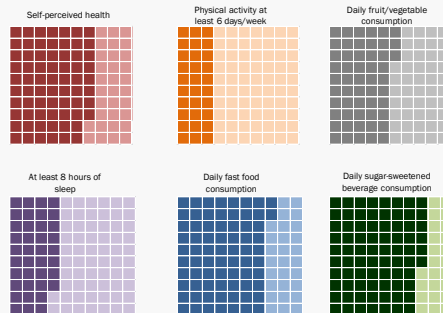 Self-perceived health
Physical activity at
least 6 days/week
Daily fruit/vegetable
consumption
At least 8 hours of
sleep
Daily fast food
consumption
Daily sugar-sweetened
beverage consumption